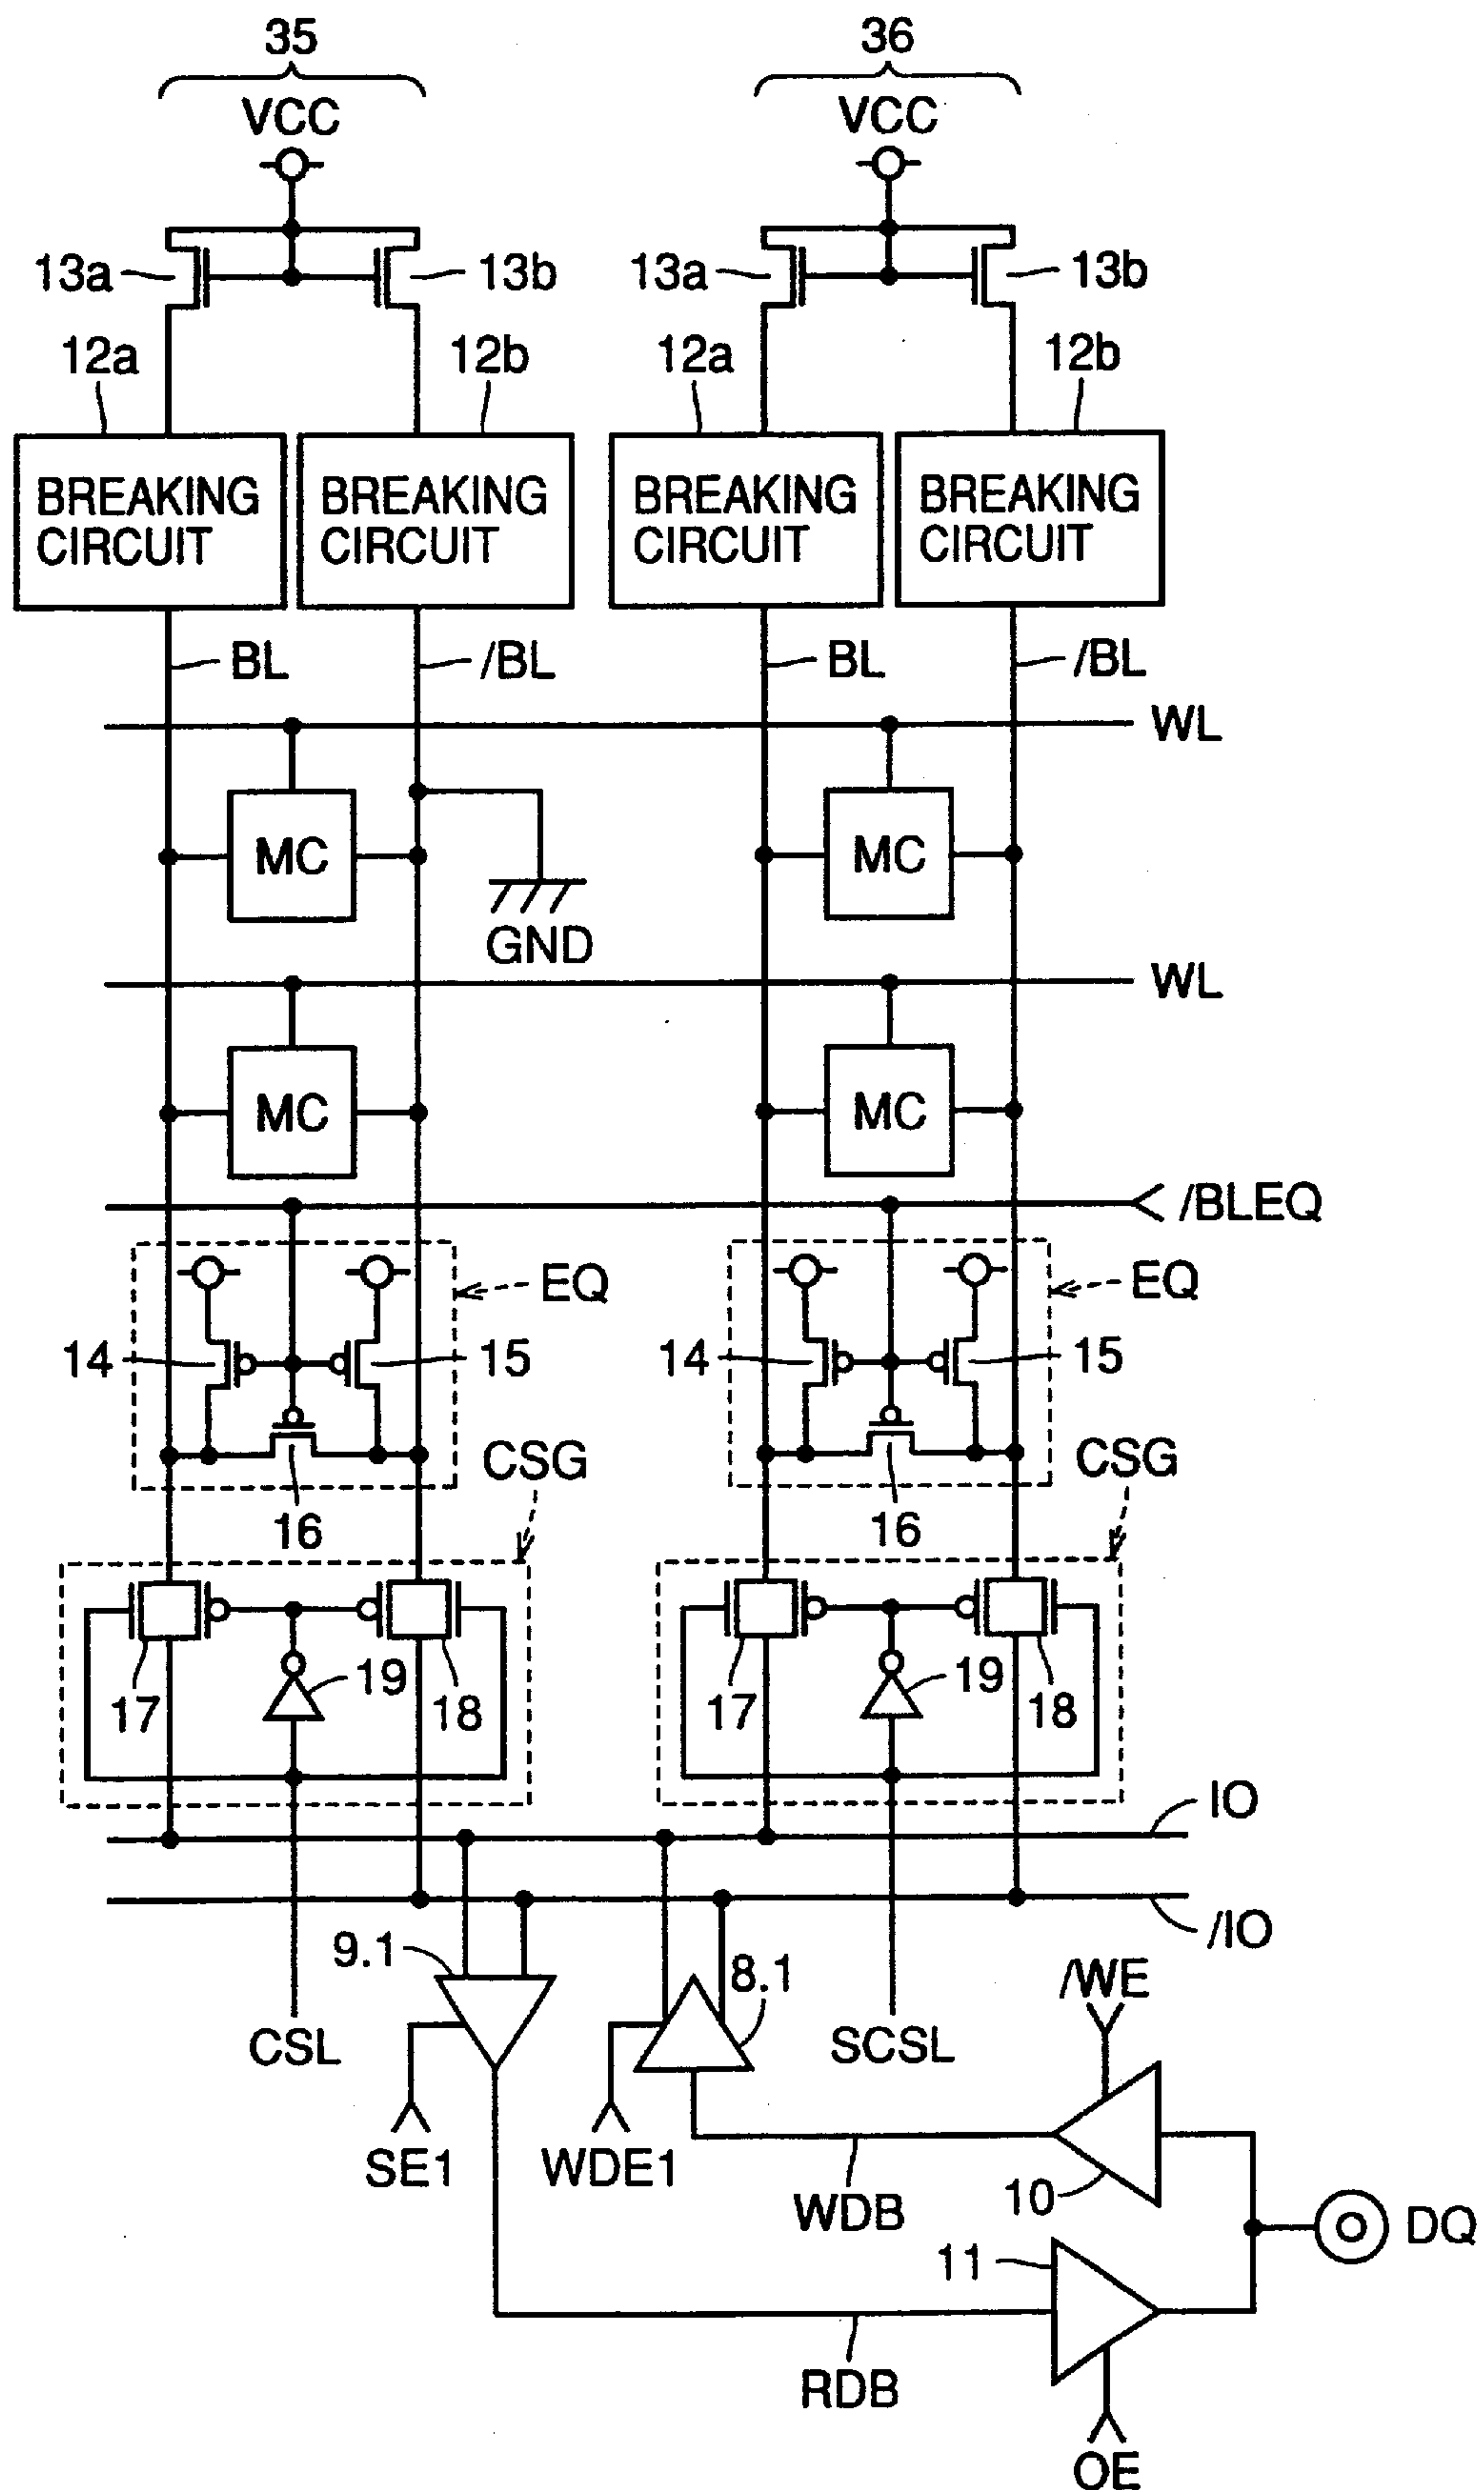 35 36
VCC VCC
13a 13b 13a 13b
12a 12b 12a 12b
BREAKING CIRCUIT BREAKING CIRCUIT BREAKING CIRCUIT BREAKING CIRCUIT
BL /BL BL /BL
WL
MC MC
GND
WL
MC MC
/BLEQ
EQ EQ
14 15 14 15
CSG CSG
16 16
17 19 18 17 19 18
IO
/IO
9.1 8.1 /WE
CSL SCSL
SE1 WDE1
WDB 10
DQ
11
RDB
OE